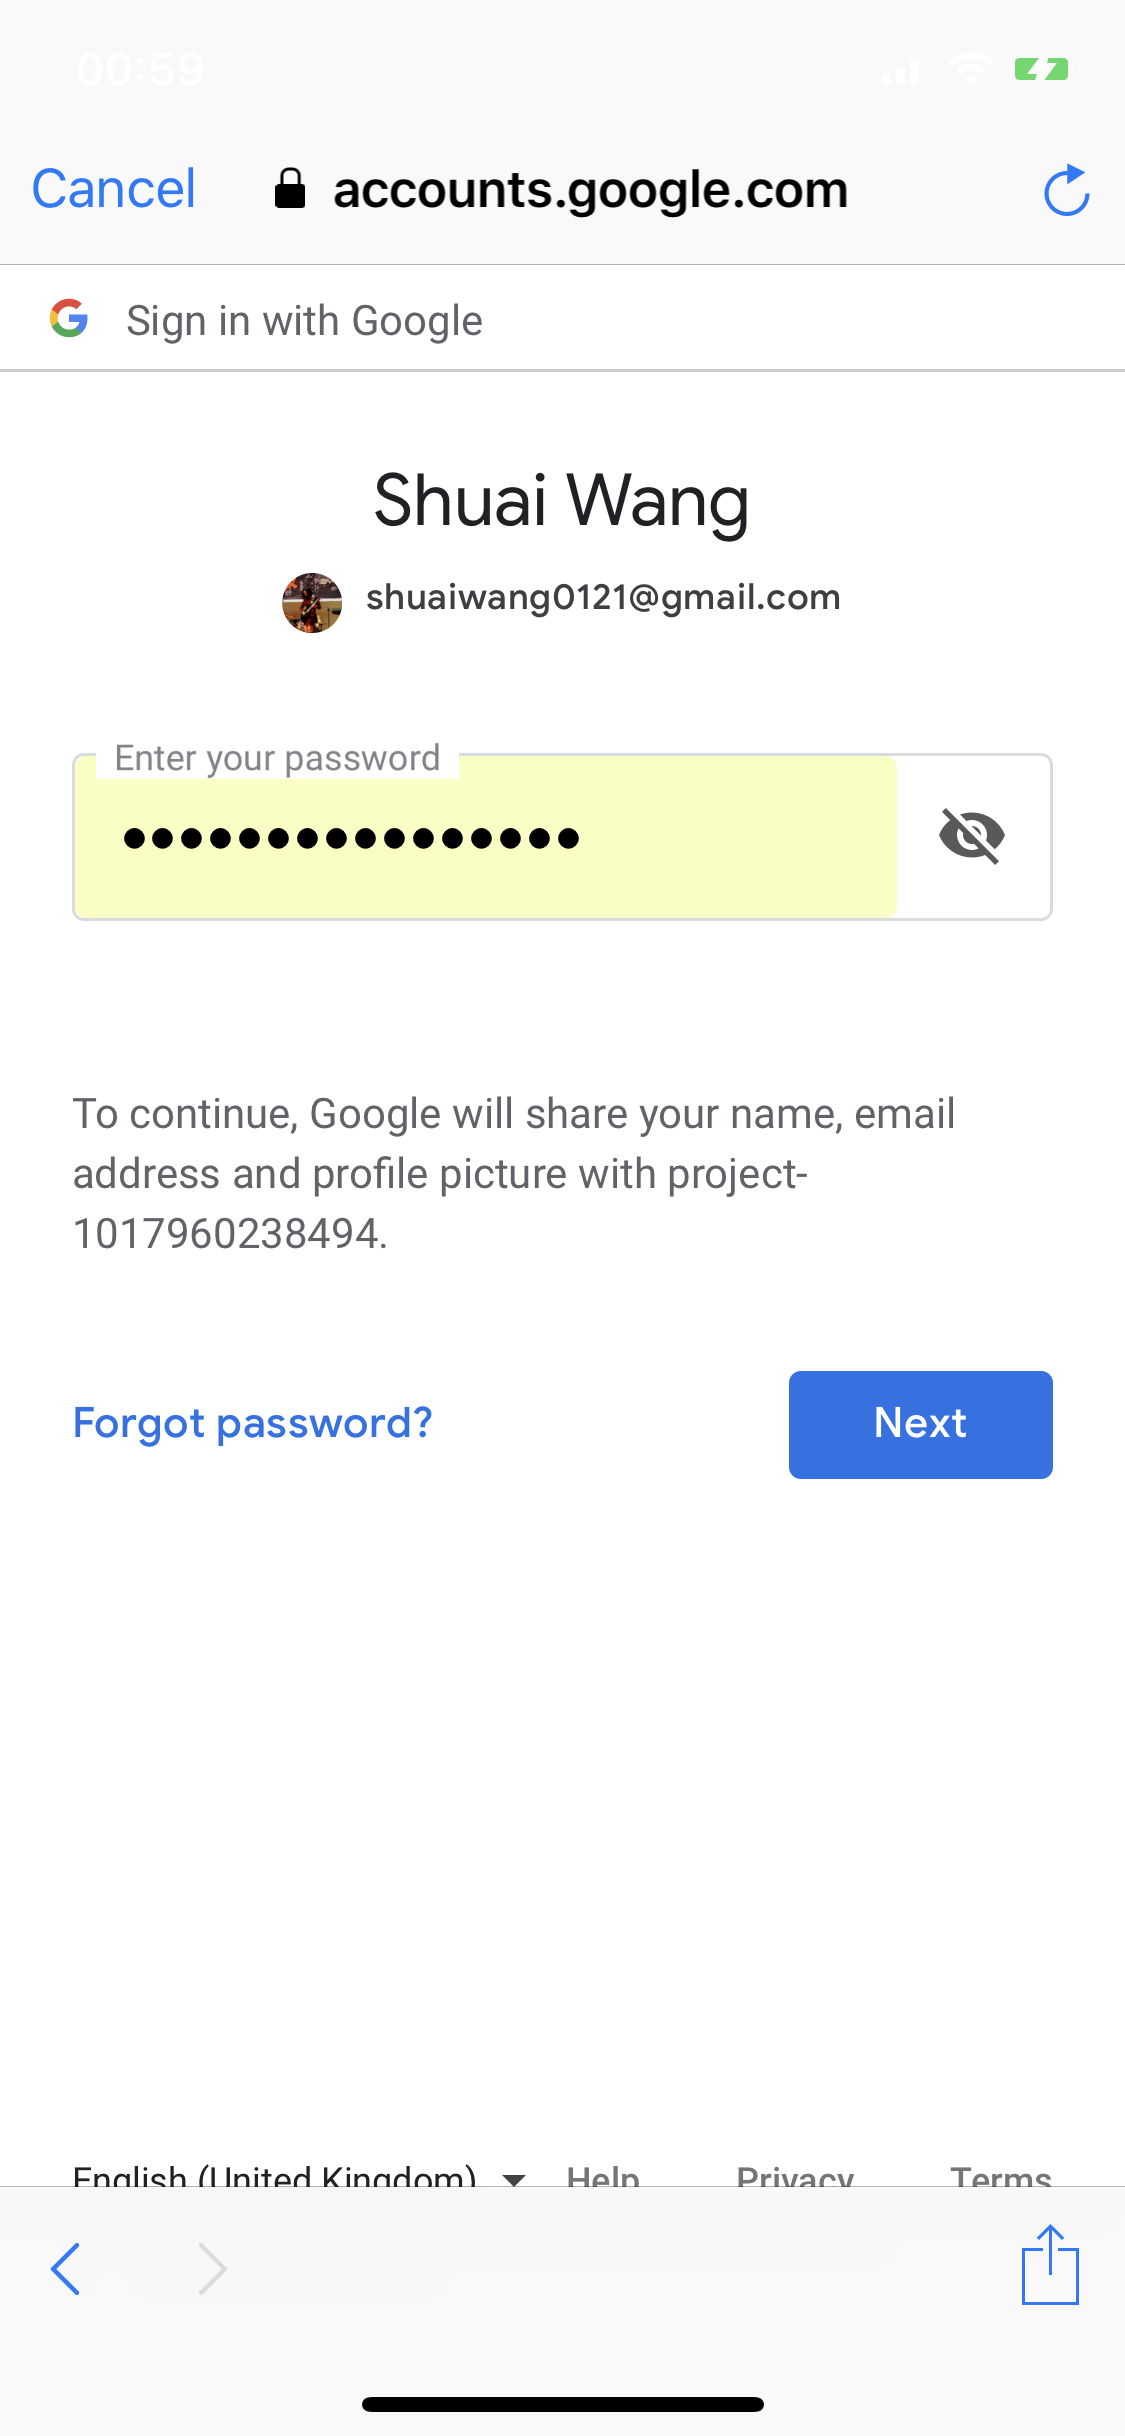 00:59
Cancel
accounts.google.com
Sign in with Google
Shuai Wang
shuaiwang0121@gmail.com
Enter your password
To continue, Google will share your name, email
address and profile picture with project-
1017960238494.
Forgot password?
Next
English (United Kingdom) Help Privacy Terms